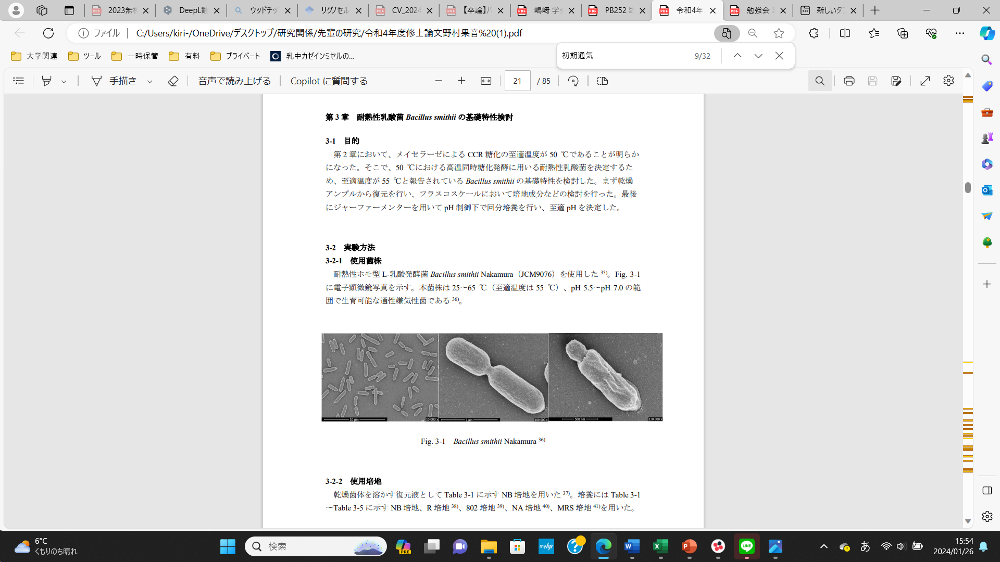 2023無
DeepL翻
ウッドチッ
リグノセル
CV_2024
【卒論】
嶋崎 学
PB252 野
令和4年
勉強会
新しいタ
ファイル
C:/Users/kiri-/OneDrive/デスクトップ/研究関係/先輩の研究/令和4年度修士論文野村果音%20(1).pdf
大学関連
ツール
一時保管
有料
プライベート
乳中カゼインミセルの...
初期通気
9/32
手描き
音声で読み上げる
Copilot に質問する
21
/ 85
第 3 章　耐熱性乳酸菌 Bacillus smithii の基礎特性検討
3-1　目的
第 2 章において、メイセラーゼによる CCR 糖化の至適温度が 50 ℃であることが明らか
になった。そこで、50 ℃における高温同時糖化発酵に用いる耐熱性乳酸菌を決定するた
め、至適温度が 55 ℃と報告されている Bacillus smithii の基礎特性を検討した。まず乾燥
アンプルから復元を行い、フラスコスケールにおいて培地成分などの検討を行った。最後
にジャーファーメンターを用いて pH 制御下で回分培養を行い、至適 pH を決定した。
3-2　実験方法
3-2-1　使用菌株
耐熱性ホモ型 L-乳酸発酵菌 Bacillus smithii Nakamura（JCM9076）を使用した 35)。Fig. 3-1
に電子顕微鏡写真を示す。本菌株は 25～65 ℃（至適温度は 55 ℃）、pH 5.5～pH 7.0 の範
囲で生育可能な通性嫌気性菌である 36)。
10 μm
10 000 x
1 μm
100 000 x
500 nm
120 000 x
Fig. 3-1　Bacillus smithii Nakamura 36)
3-2-2　使用培地
乾燥菌体を溶かす復元液として Table 3-1 に示す NB 培地を用いた 37)。培養には Table 3-1
～Table 3-5 に示す NB 培地、R 培地 38)、802 培地 39)、NA 培地 40)、MRS 培地 41)を用いた。
6°C
くもりのち晴れ
検索
PRE
myhp
LINE
あ
15:54
2024/01/26